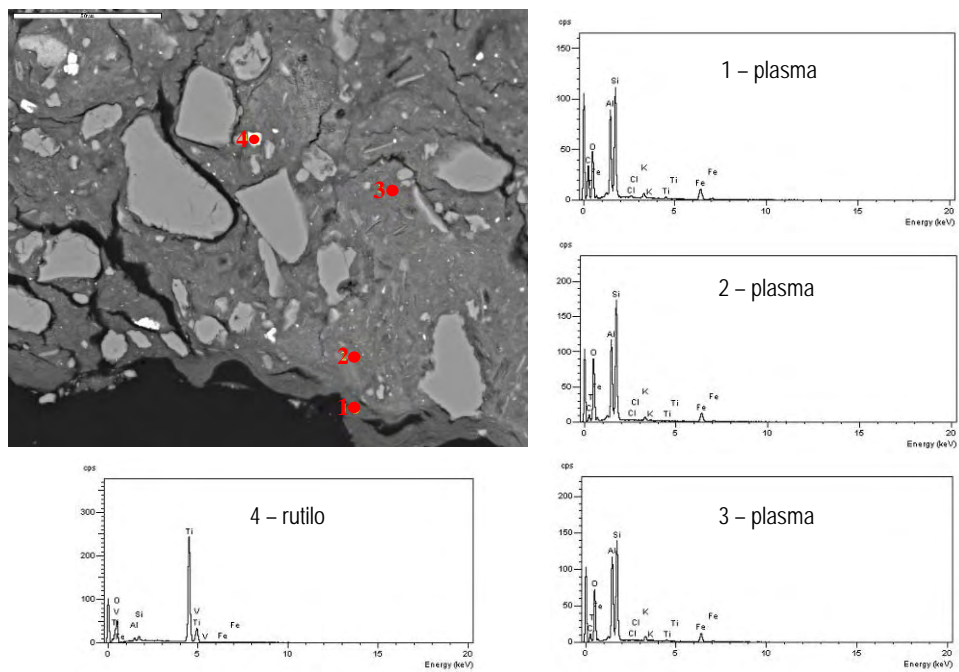 cps
150
100
50
0
1 – plasma
Si
Al
O
C
T
e
K
Cl
Cl
K
Ti
Ti
Fe
Fe
0
5
10
15
20
Energy (keV)
4
3
2
1
cps
200
150
100
50
0
2 – plasma
Si
Al
O
T
C
e
K
Cl
Cl
K
Ti
Ti
Fe
Fe
0
5
10
15
20
Energy (keV)
cps
300
200
100
0
4 – rutilo
Ti
O
V
T
e
Si
Al
V
Ti
V
Fe
Fe
0
5
10
15
20
Energy (keV)
cps
200
150
100
50
0
3 – plasma
Si
Al
O
T
C
e
K
Cl
Cl
K
Ti
Ti
Fe
Fe
0
5
10
15
20
Energy (keV)